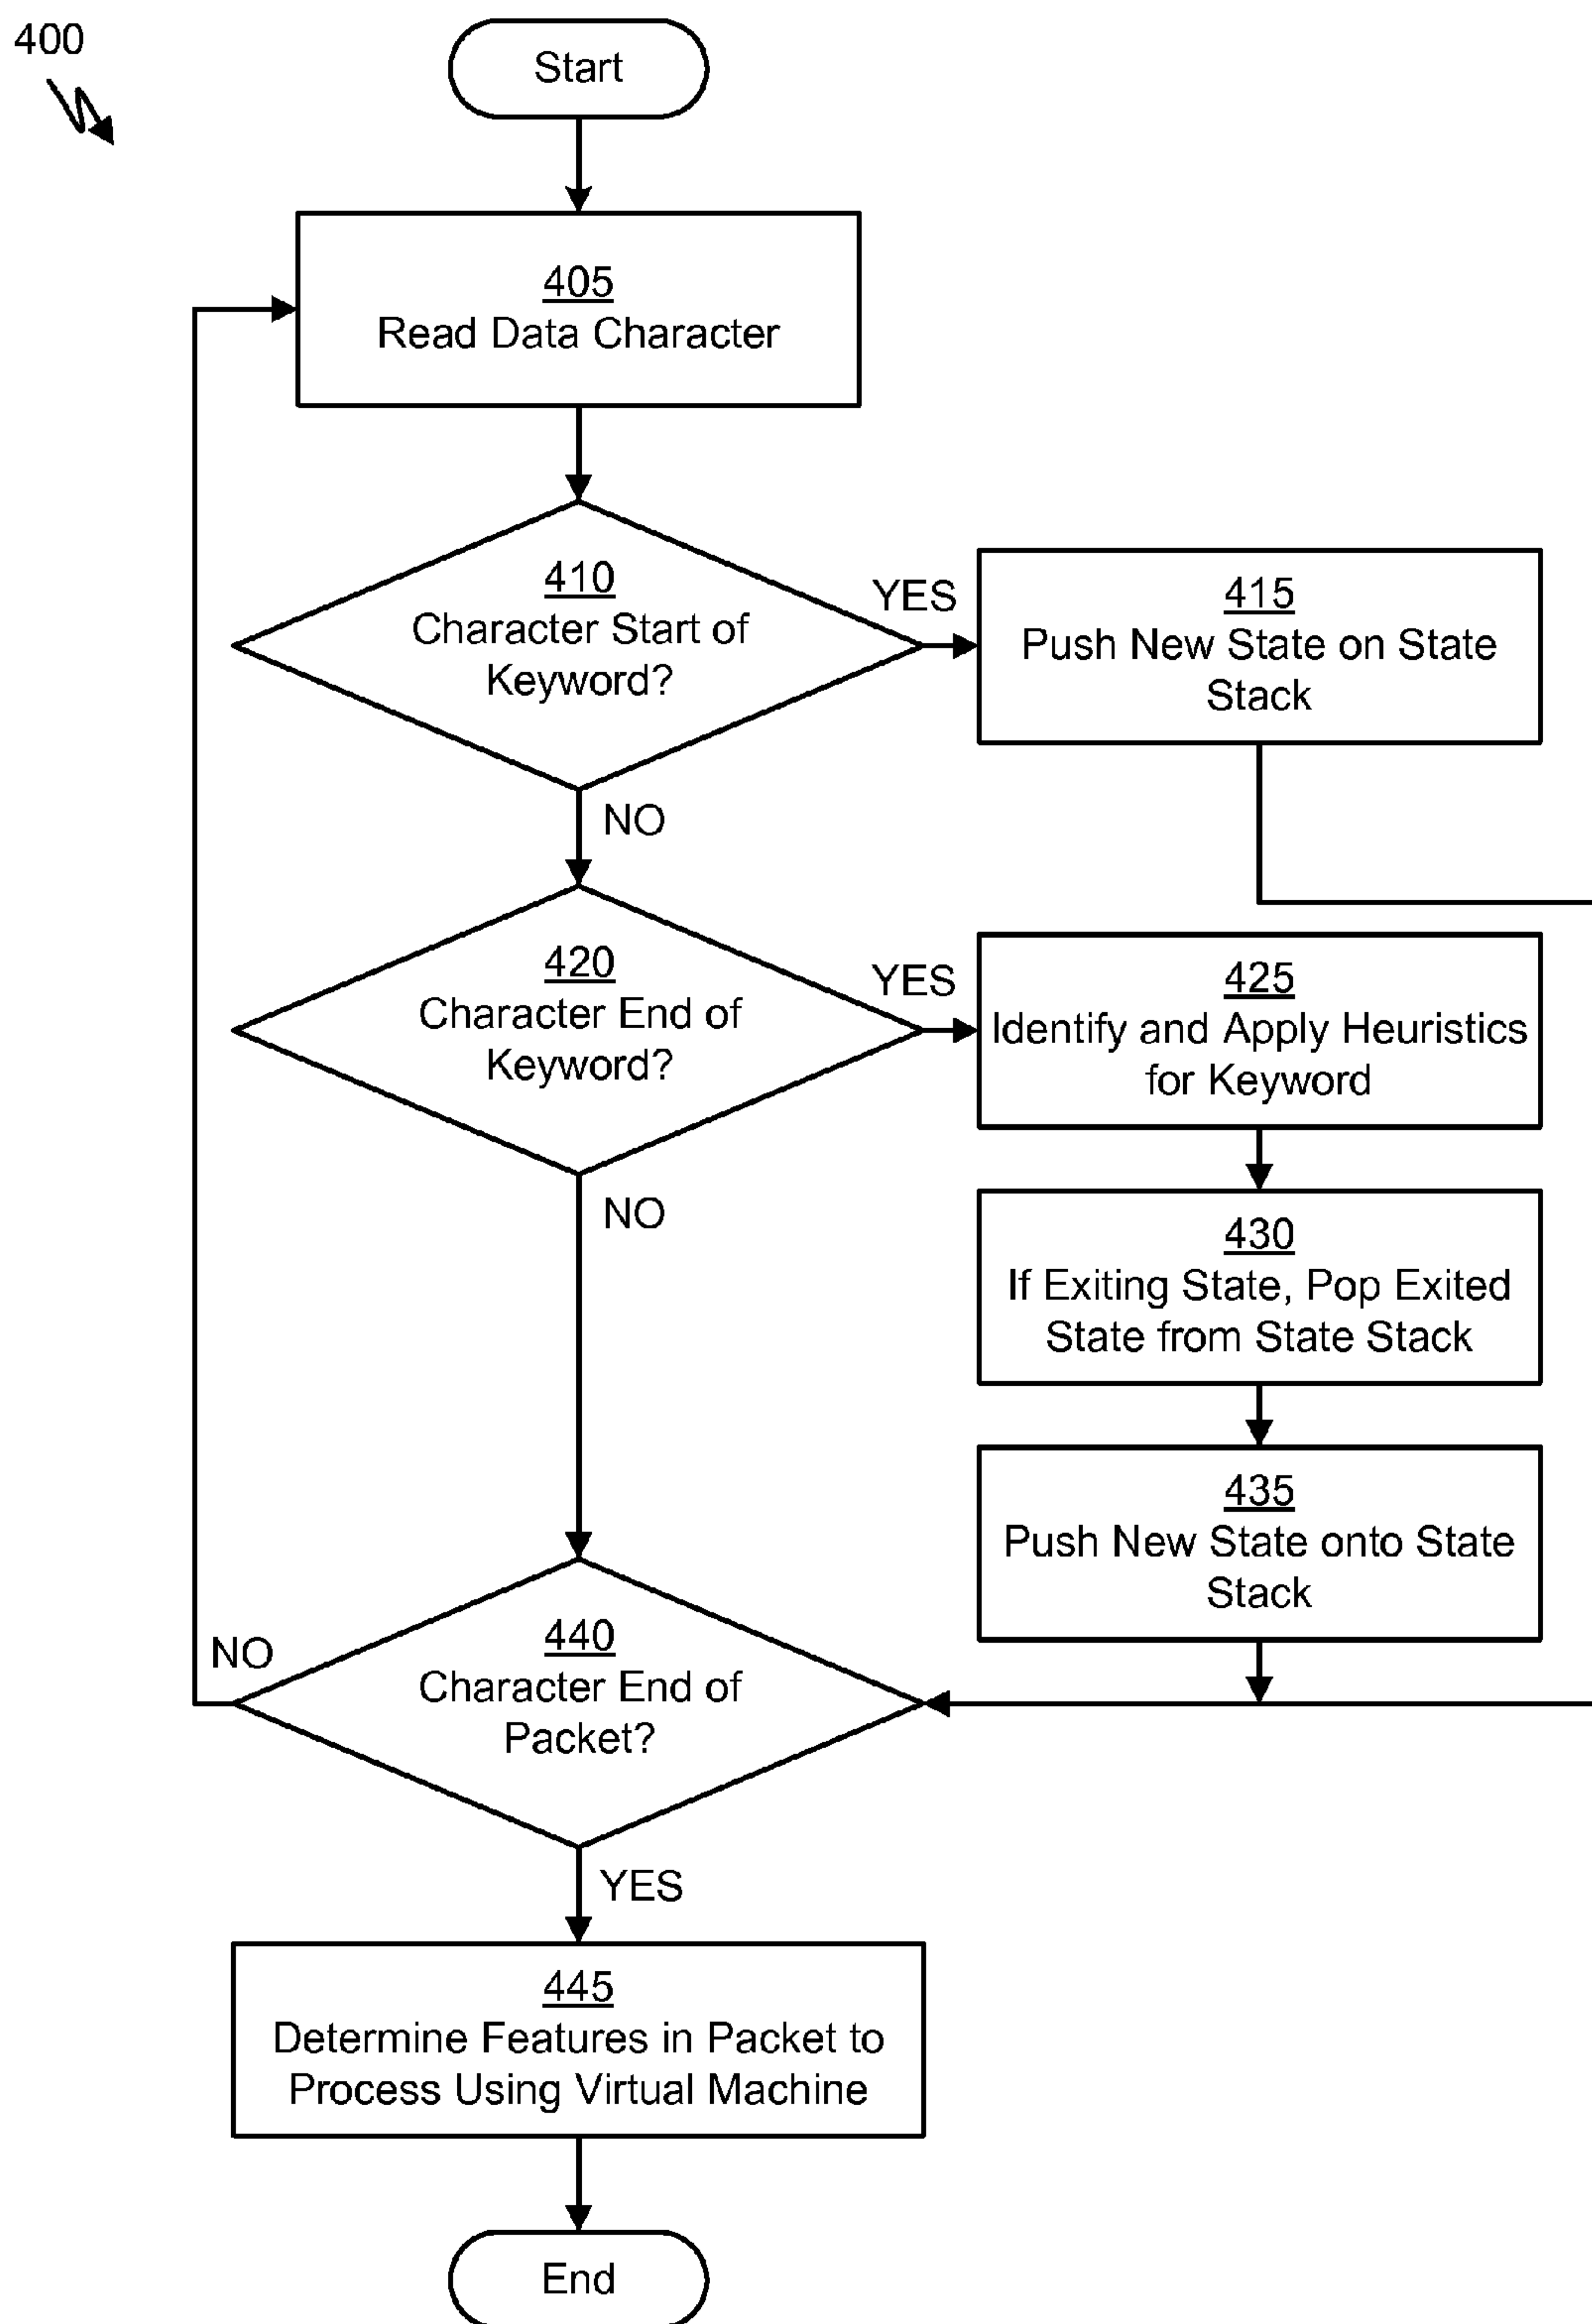 400
Start
405
Read Data Character
410
Character Start of
Keyword?
YES
415
Push New State on State
Stack
NO
420
Character End of
Keyword?
YES
425
Identify and Apply Heuristics
for Keyword
NO
430
If Exiting State, Pop Exited
State from State Stack
435
Push New State onto State
Stack
NO
440
Character End of
Packet?
YES
445
Determine Features in Packet to
Process Using Virtual Machine
End